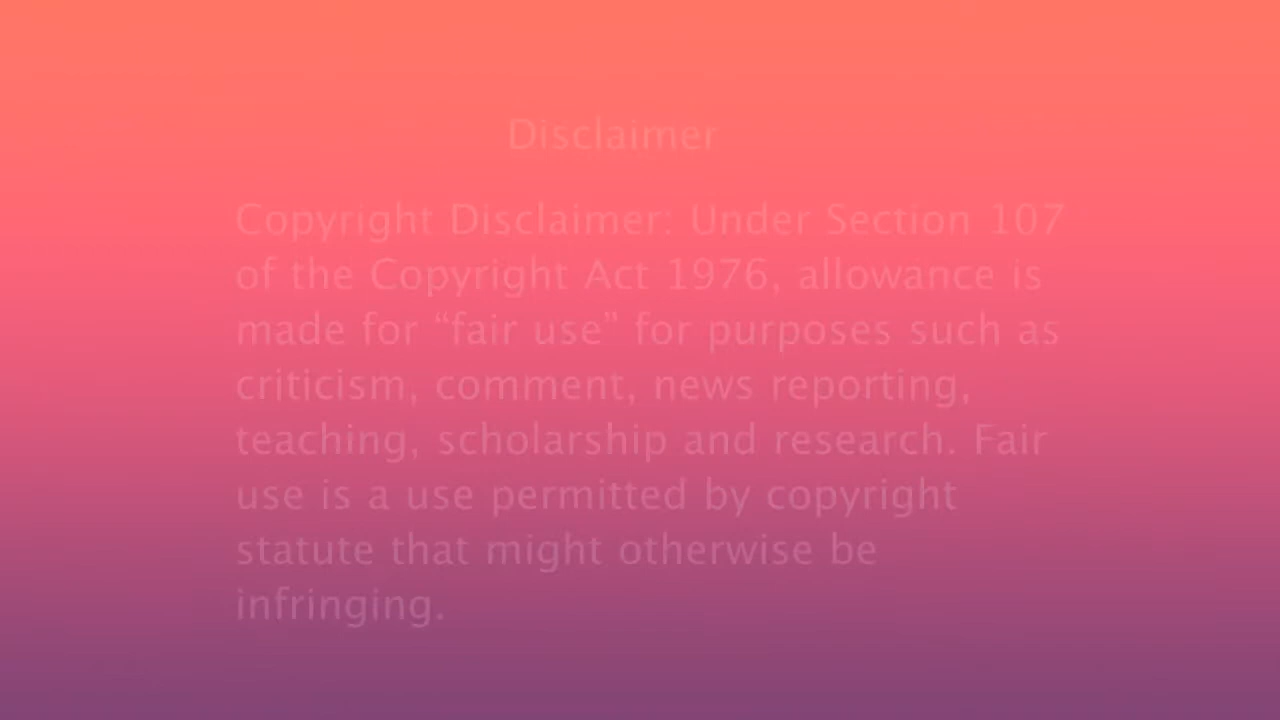 Disclaimer
Copyright Disclaimer: Under Section 107
of the Copyright Act 1976, allowance is
made for “fair use” for purposes such as
criticism, comment, news reporting,
teaching, scholarship and research. Fair
use is a use permitted by copyright
statute that might otherwise be
infringing.